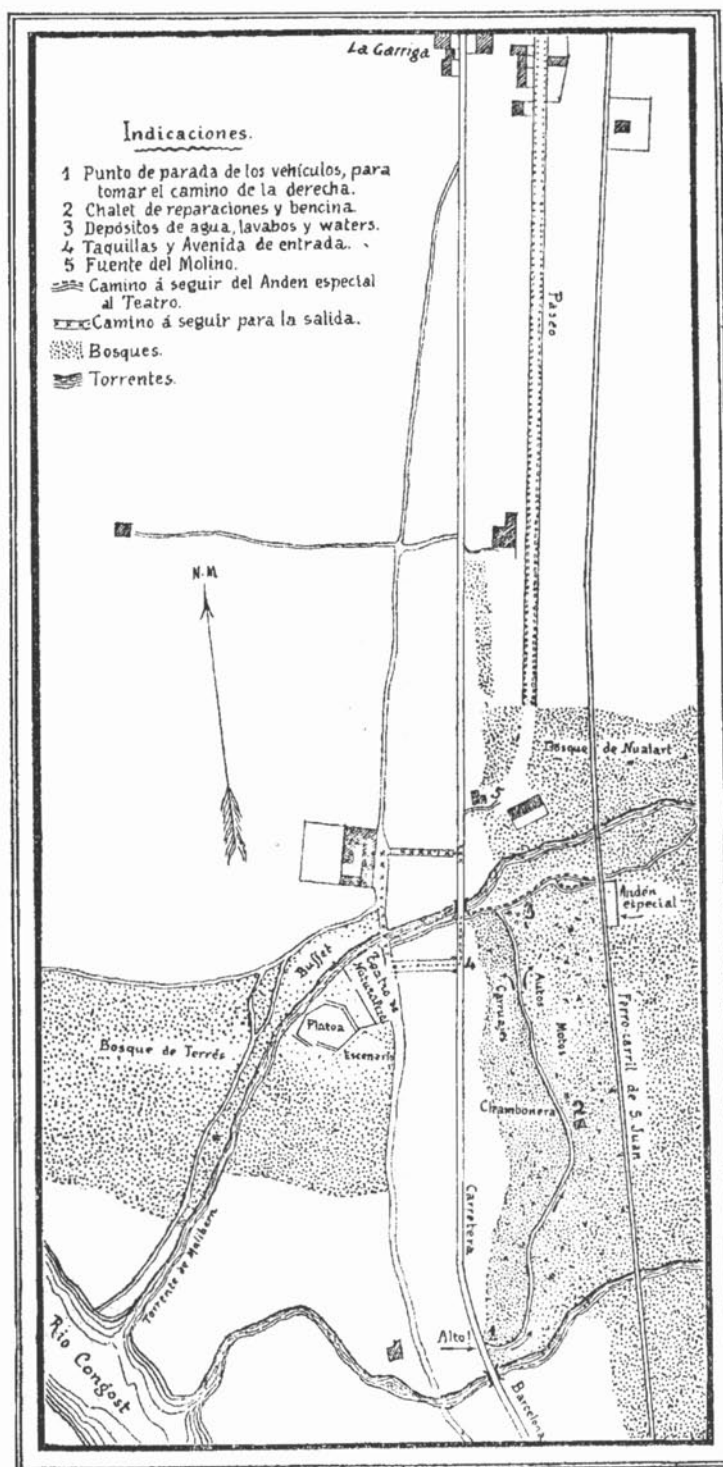 La Garriga
Indicaciones.
1 Punto de parada de los vehículos, para
tomar el camino de la derecha.
2 Chalet de reparaciones y bencina.
3 Depósitos de agua, lavabos y waters.
4 Taquillas y Avenida de entrada.
5 Fuente del Molino.
Camino á seguir del Anden especial
al Teatro.
Camino á seguir para la salida.
Bosques.
Torrentes.
Paseo
N.M
Bosque de Nualart
5
Andén
especial
3
Buffet
Teatro de
Naturaleza
4
Autos
Carruajes
Motos
Platea
Escenario
Bosque de Terrés
2
Ferro-carril de S. Juan
Carretera
Torrente de Malibern
Rio Congost
Alto!
1
Barcelona